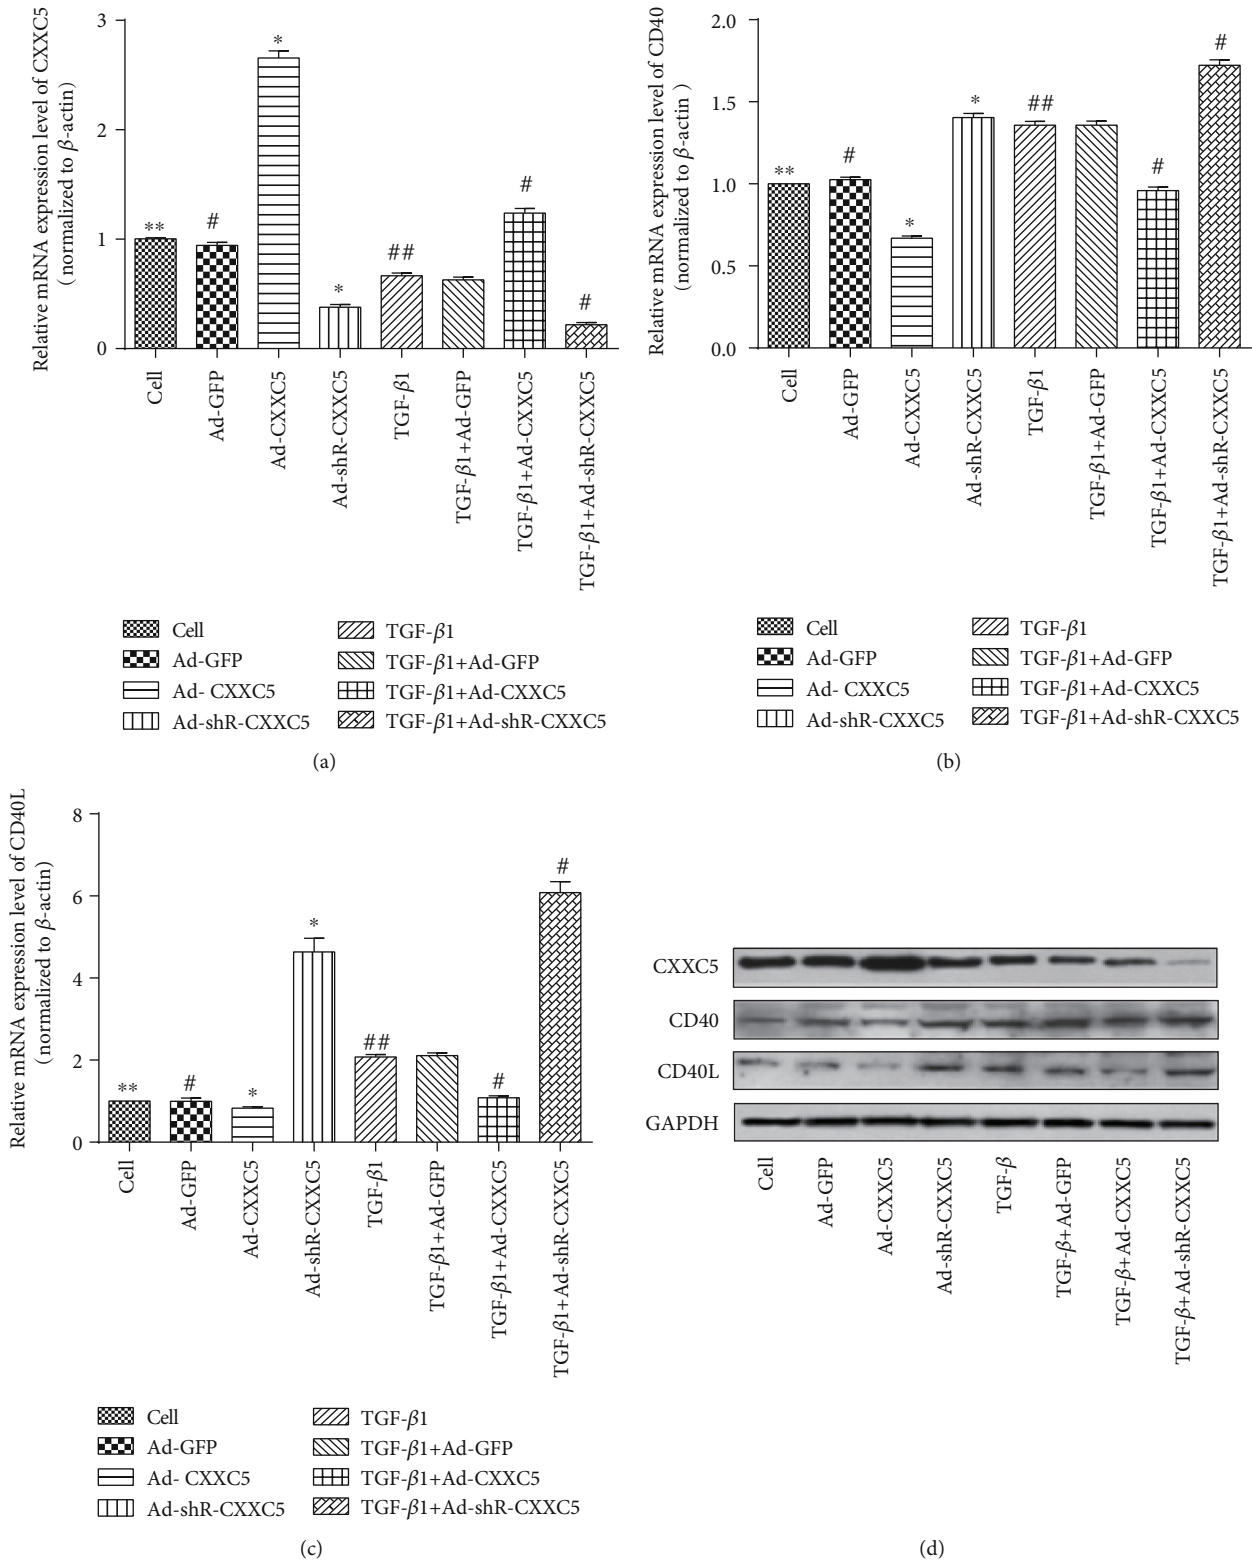 Relative mRNA expression level of CXXC5
(normalized to β-actin)
3
2
1
0
**
#
*
*
##
#
#
Cell
Ad-GFP
Ad-CXXC5
Ad-shR-CXXC5
TGF-β1
TGF-β1+Ad-GFP
TGF-β1+Ad-CXXC5
TGF-β1+Ad-shR-CXXC5
Cell
Ad-GFP
Ad- CXXC5
Ad-shR-CXXC5
TGF-β1
TGF-β1+Ad-GFP
TGF-β1+Ad-CXXC5
TGF-β1+Ad-shR-CXXC5
(a)
Relative mRNA expression level of CD40
(normalized to β-actin )
2.0
1.5
1.0
0.5
0.0
**
#
*
*
##
#
#
Cell
Ad-GFP
Ad-CXXC5
Ad-shR-CXXC5
TGF-β1
TGF-β1+Ad-GFP
TGF-β1+Ad-CXXC5
TGF-β1+Ad-shR-CXXC5
Cell
Ad-GFP
Ad- CXXC5
Ad-shR-CXXC5
TGF-β1
TGF-β1+Ad-GFP
TGF-β1+Ad-CXXC5
TGF-β1+Ad-shR-CXXC5
(b)
Relative mRNA expression level of CD40L
(normalized to β-actin)
8
6
4
2
0
**
#
*
*
##
#
#
Cell
Ad-GFP
Ad-CXXC5
Ad-shR-CXXC5
TGF-β1
TGF-β1+Ad-GFP
TGF-β1+Ad-CXXC5
TGF-β1+Ad-shR-CXXC5
Cell
Ad-GFP
Ad- CXXC5
Ad-shR-CXXC5
TGF-β1
TGF-β1+Ad-GFP
TGF-β1+Ad-CXXC5
TGF-β1+Ad-shR-CXXC5
(c)
CXXC5
CD40
CD40L
GAPDH
Cell
Ad-GFP
Ad-CXXC5
Ad-shR-CXXC5
TGF-β
TGF-β+Ad-GFP
TGF-β+Ad-CXXC5
TGF-β+Ad-shR-CXXC5
(d)